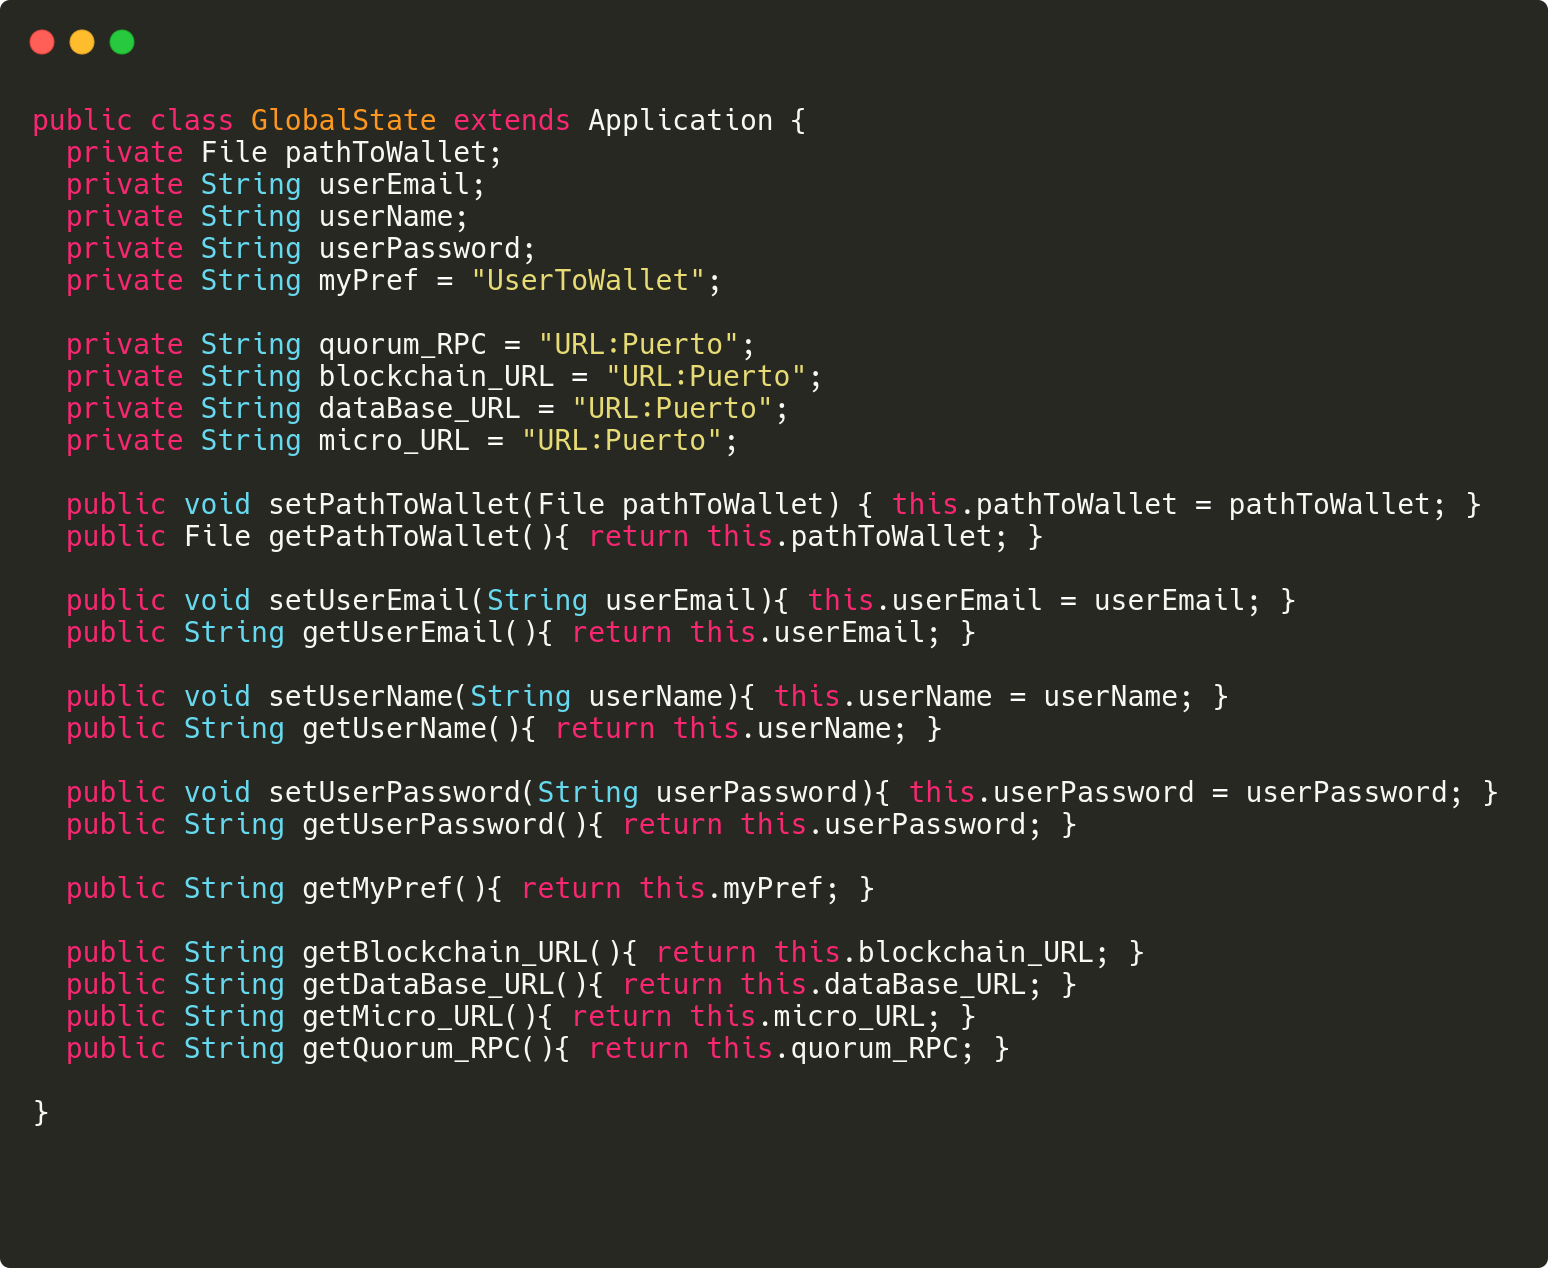 public class GlobalState extends Application {
  private File pathToWallet;
  private String userEmail;
  private String userName;
  private String userPassword;
  private String myPref = "UserToWallet";

  private String quorum_RPC = "URL:Puerto";
  private String blockchain_URL = "URL:Puerto";
  private String dataBase_URL = "URL:Puerto";
  private String micro_URL = "URL:Puerto";

  public void setPathToWallet(File pathToWallet) { this.pathToWallet = pathToWallet; }
  public File getPathToWallet(){ return this.pathToWallet; }

  public void setUserEmail(String userEmail){ this.userEmail = userEmail; }
  public String getUserEmail(){ return this.userEmail; }

  public void setUserName(String userName){ this.userName = userName; }
  public String getUserName(){ return this.userName; }

  public void setUserPassword(String userPassword){ this.userPassword = userPassword; }
  public String getUserPassword(){ return this.userPassword; }

  public String getMyPref(){ return this.myPref; }

  public String getBlockchain_URL(){ return this.blockchain_URL; }
  public String getDataBase_URL(){ return this.dataBase_URL; }
  public String getMicro_URL(){ return this.micro_URL; }
  public String getQuorum_RPC(){ return this.quorum_RPC; }

}